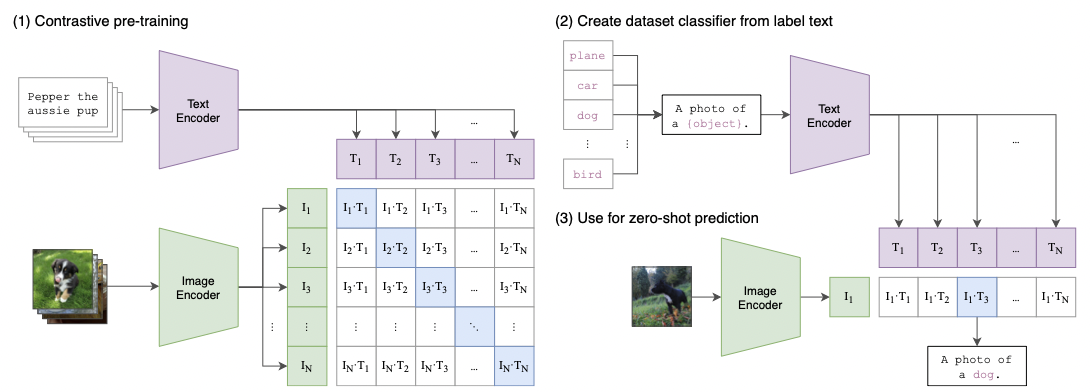 (1) Contrastive pre-training
Pepper the
aussie pup
Text
Encoder
...
T1 T2 T3 ... TN
Image
Encoder
I1 I1·T1 I1·T2 I1·T3 ... I1·TN
I2 I2·T1 I2·T2 I2·T3 ... I2·TN
I3 I3·T1 I3·T2 I3·T3 ... I3·TN
⋮ ⋮ ⋮ ⋮ ⋮ ⋱ ⋮
IN IN·T1 IN·T2 IN·T3 ... IN·TN
(2) Create dataset classifier from label text
plane
car
dog
⋮ ⋮
bird
A photo of
a {object}.
Text
Encoder
...
T1 T2 T3 ... TN
(3) Use for zero-shot prediction
Image
Encoder
I1 I1·T1 I1·T2 I1·T3 ... I1·TN
A photo of
a dog.